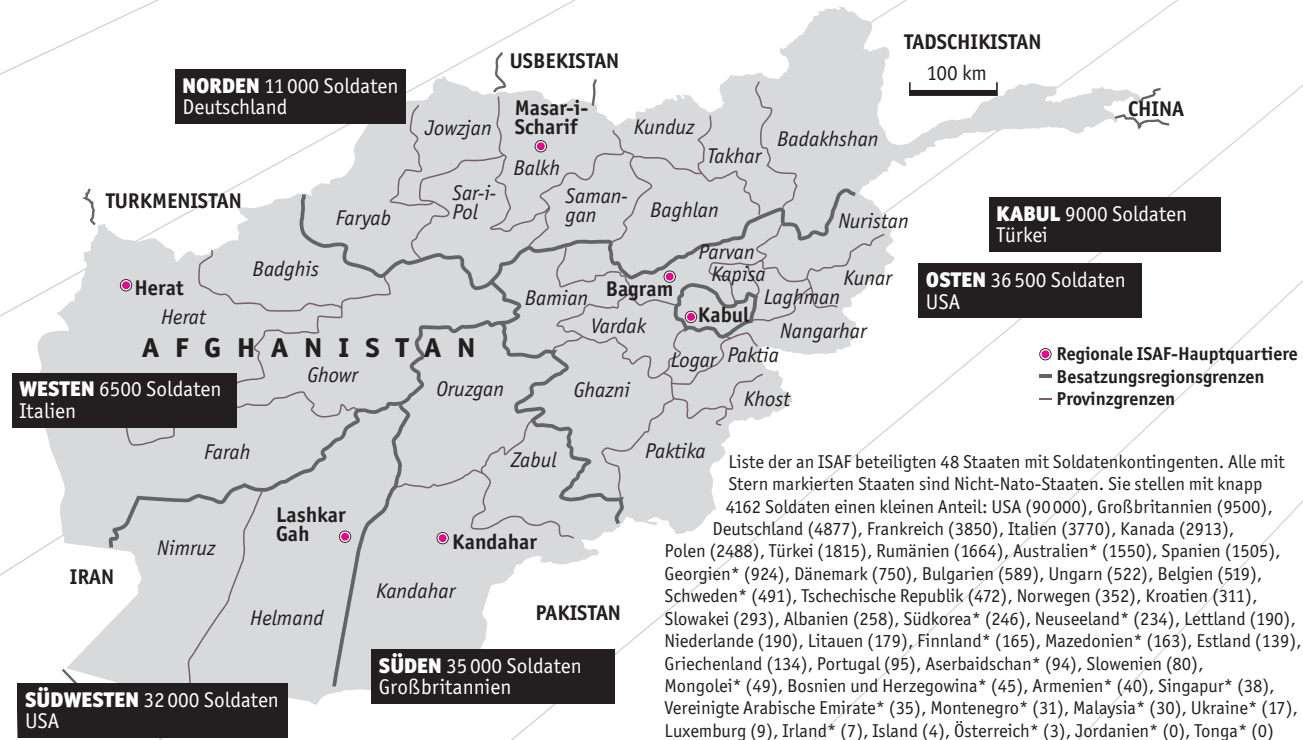 TADSCHIKISTAN
100 km
USBEKISTAN
NORDEN 11 000 Soldaten
Deutschland
Masar-i-
Scharif
CHINA
Jowzjan
Kunduz
Badakhshan
Takhar
Balkh
TURKMENISTAN
Sar-i-
Pol
Saman-
gan
Faryab
Baghlan
KABUL 9000 Soldaten
Türkei
Nuristan
Parvan
Badghis
Kapisa
Kunar
OSTEN 36 500 Soldaten
USA
Herat
Bagram
Bamian
Laghman
Herat
Kabul
Vardak
Nangarhar
AFGHANISTAN
Logar
Paktia
Regionale ISAF-Hauptquartiere
Besatzungsregionsgrenzen
Provinzgrenzen
Ghowr
WESTEN 6500 Soldaten
Italien
Oruzgan
Ghazni
Khost
Farah
Zabul
Paktika
Liste der an ISAF beteiligten 48 Staaten mit Soldatenkontingenten. Alle mit
Stern markierten Staaten sind Nicht-Nato-Staaten. Sie stellen mit knapp
4162 Soldaten einen kleinen Anteil: USA (90 000), Großbritannien (9500),
Deutschland (4877), Frankreich (3850), Italien (3770), Kanada (2913),
Polen (2488), Türkei (1815), Rumänien (1664), Australien* (1550), Spanien (1505),
Georgien* (924), Dänemark (750), Bulgarien (589), Ungarn (522), Belgien (519),
Schweden* (491), Tschechische Republik (472), Norwegen (352), Kroatien (311),
Slowakei (293), Albanien (258), Südkorea* (246), Neuseeland* (234), Lettland (190),
Niederlande (190), Litauen (179), Finnland* (165), Mazedonien* (163), Estland (139),
Griechenland (134), Portugal (95), Aserbaidschan* (94), Slowenien (80),
Mongolei* (49), Bosnien und Herzegowina* (45), Armenien* (40), Singapur* (38),
Vereinigte Arabische Emirate* (35), Montenegro* (31), Malaysia* (30), Ukraine* (17),
Luxemburg (9), Irland* (7), Island (4), Österreich* (3), Jordanien* (0), Tonga* (0)
Lashkar
Gah
Kandahar
Nimruz
IRAN
Kandahar
PAKISTAN
Helmand
SÜDEN 35 000 Soldaten
Großbritannien
SÜDWESTEN 32 000 Soldaten
USA